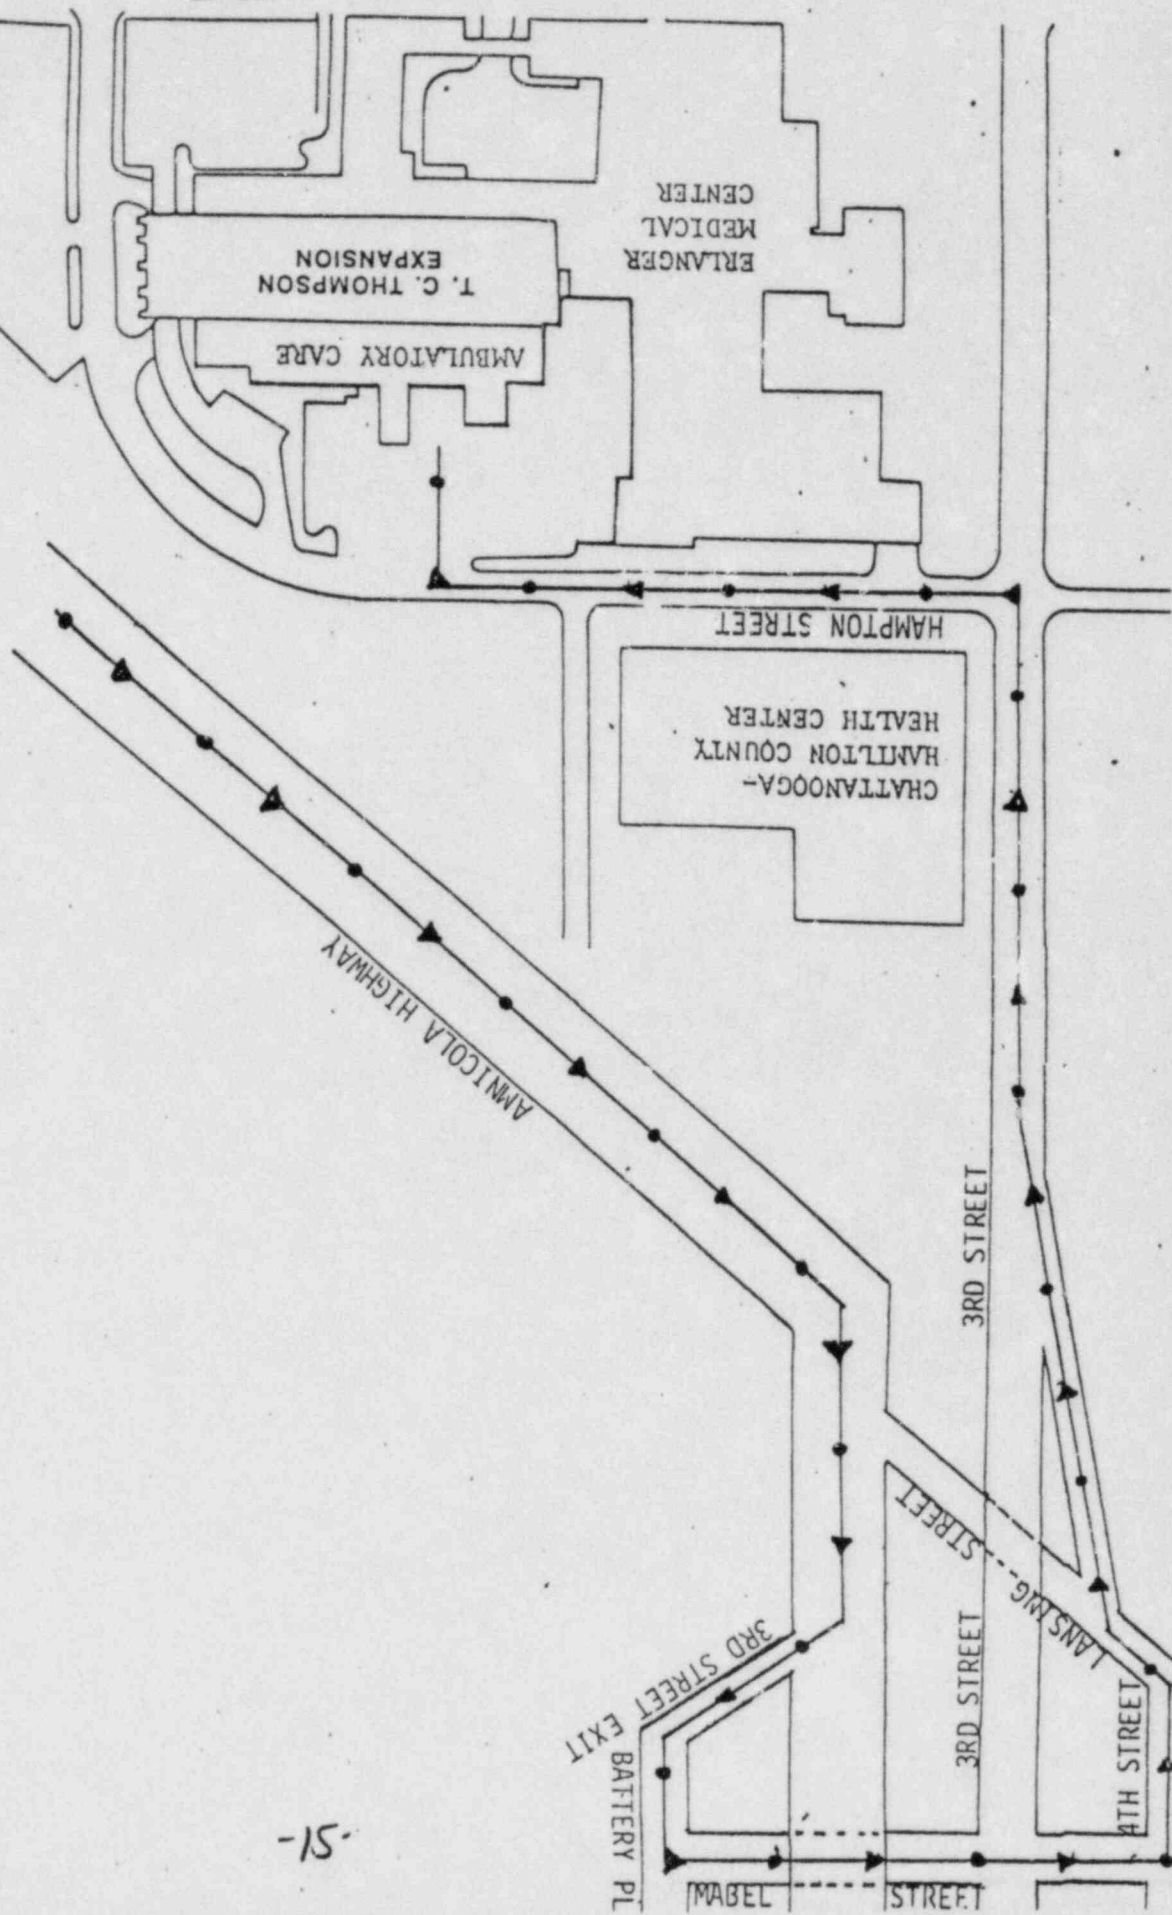 ERLANGER
MEDICAL
CENTER
T. C. THOMPSON
EXPANSION
AMBULATORY CARE
HAMPTON STREET
CHATTANOOGA-
HAMILTON COUNTY
HEALTH CENTER
AMNICOLA HIGHWAY
3RD STREET
LANSING STREET
3RD STREET EXIT
3RD STREET
4TH STREET
BATTERY PL
MABEL STREET
-15-